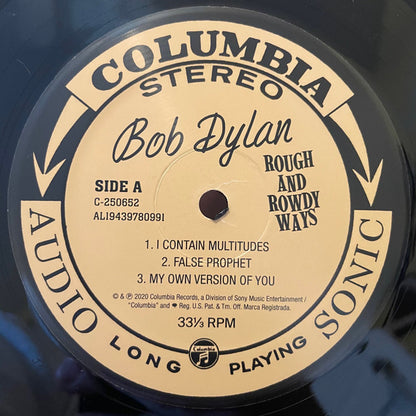 COLUMBIA
STEREO
Bob Dylan
ROUGH
AND
ROWDY
WAYS
SIDE A
C-250652
AL19439780991
1. I CONTAIN MULTITUDES
2. FALSE PROPHET
3. MY OWN VERSION OF YOU
© & ℗ 2020 Columbia Records, a Division of Sony Music Entertainment /
"Columbia" and Reg. U.S. Pat. & Tm. Off. Marca Registrada.
33⅓ RPM
AUDIO
LONG
Columbia
PLAYING
SONIC